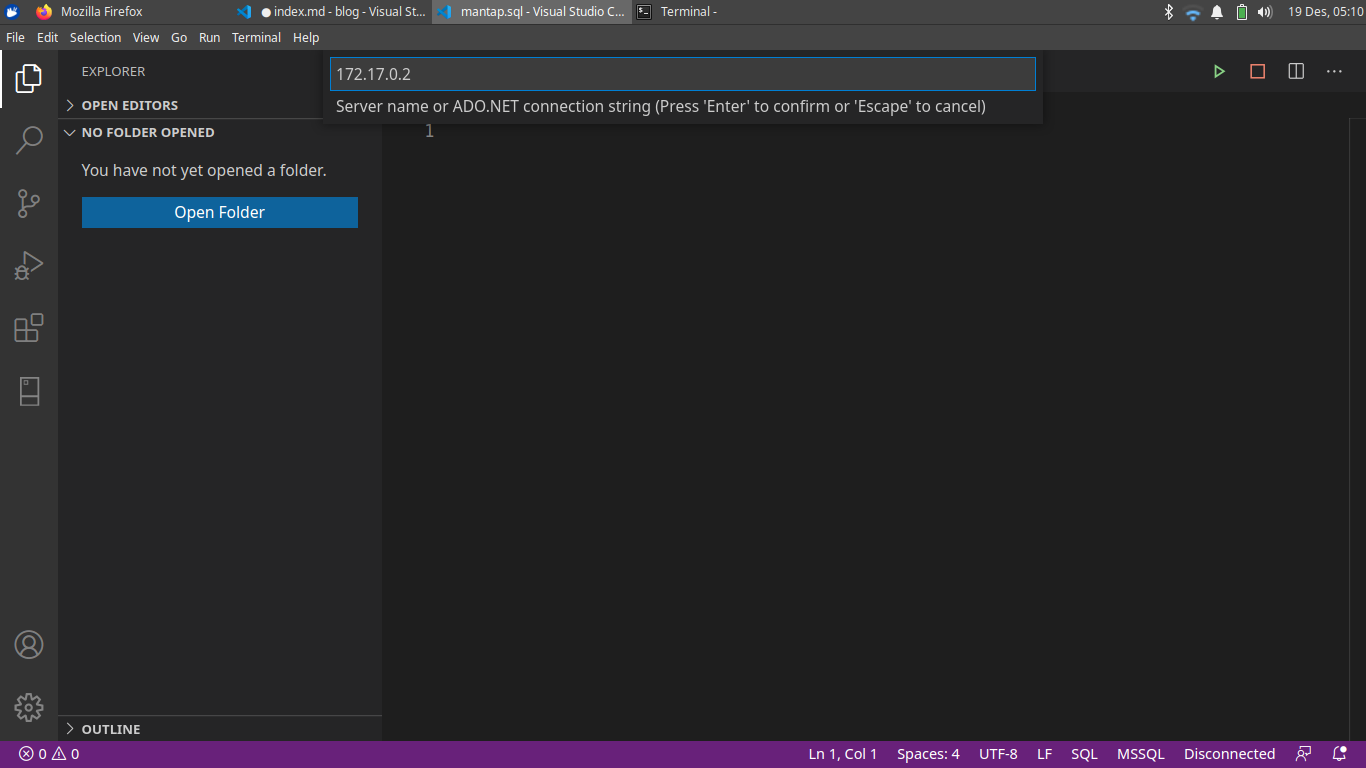 Mozilla Firefox
index.md - blog - Visual St...
mantap.sql - Visual Studio C...
Terminal -
19 Des, 05:10
File Edit Selection View Go Run Terminal Help
EXPLORER
172.17.0.2
Server name or ADO.NET connection string (Press 'Enter' to confirm or 'Escape' to cancel)
OPEN EDITORS
NO FOLDER OPENED
1
You have not yet opened a folder.
Open Folder
OUTLINE
0 0
Ln 1, Col 1 Spaces: 4 UTF-8 LF SQL MSSQL Disconnected